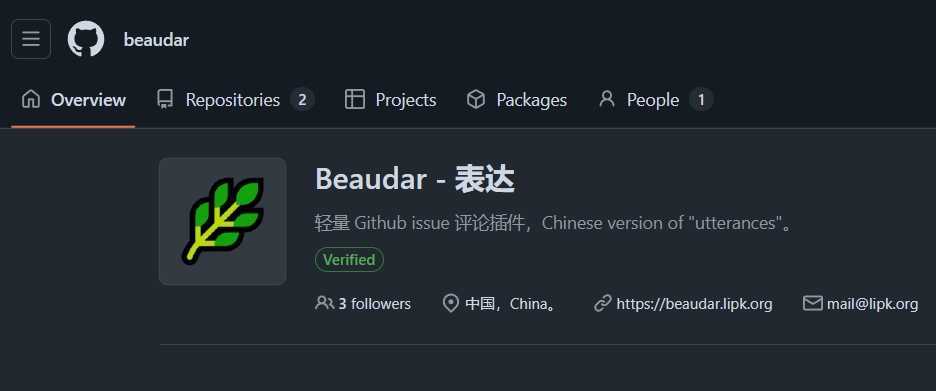 beaudar
Overview Repositories 2 Projects Packages People 1
Beaudar - 表达
轻量 Github issue 评论插件，Chinese version of "utterances"。
Verified
3 followers 中国，China。 https://beaudar.lipk.org mail@lipk.org